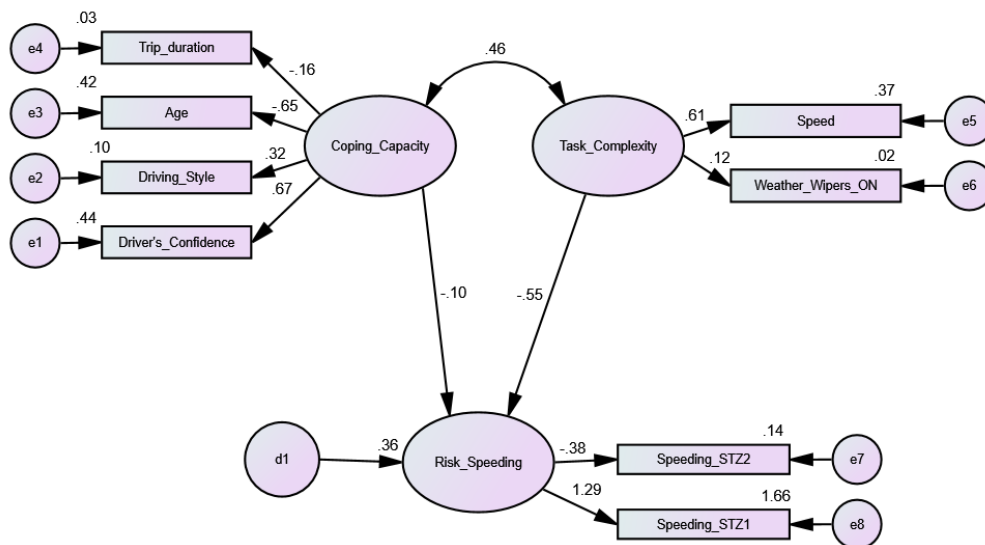 .03
e4
Trip_duration
-.16
.46
.42
e3
Age
-.65
.37
Coping_Capacity
Task_Complexity
.61
Speed
e5
.10
e2
Driving_Style
.32
.12
.02
Weather_Wipers_ON
e6
.67
.44
e1
Driver's_Confidence
-.10
-.55
.14
d1
.36
Risk_Speeding
-.38
Speeding_STZ2
e7
1.29
1.66
Speeding_STZ1
e8